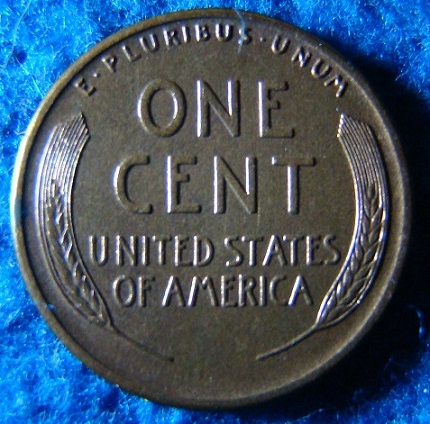 E·PLURIBUS·UNUM
ONE
CENT
UNITED STATES
OF AMERICA